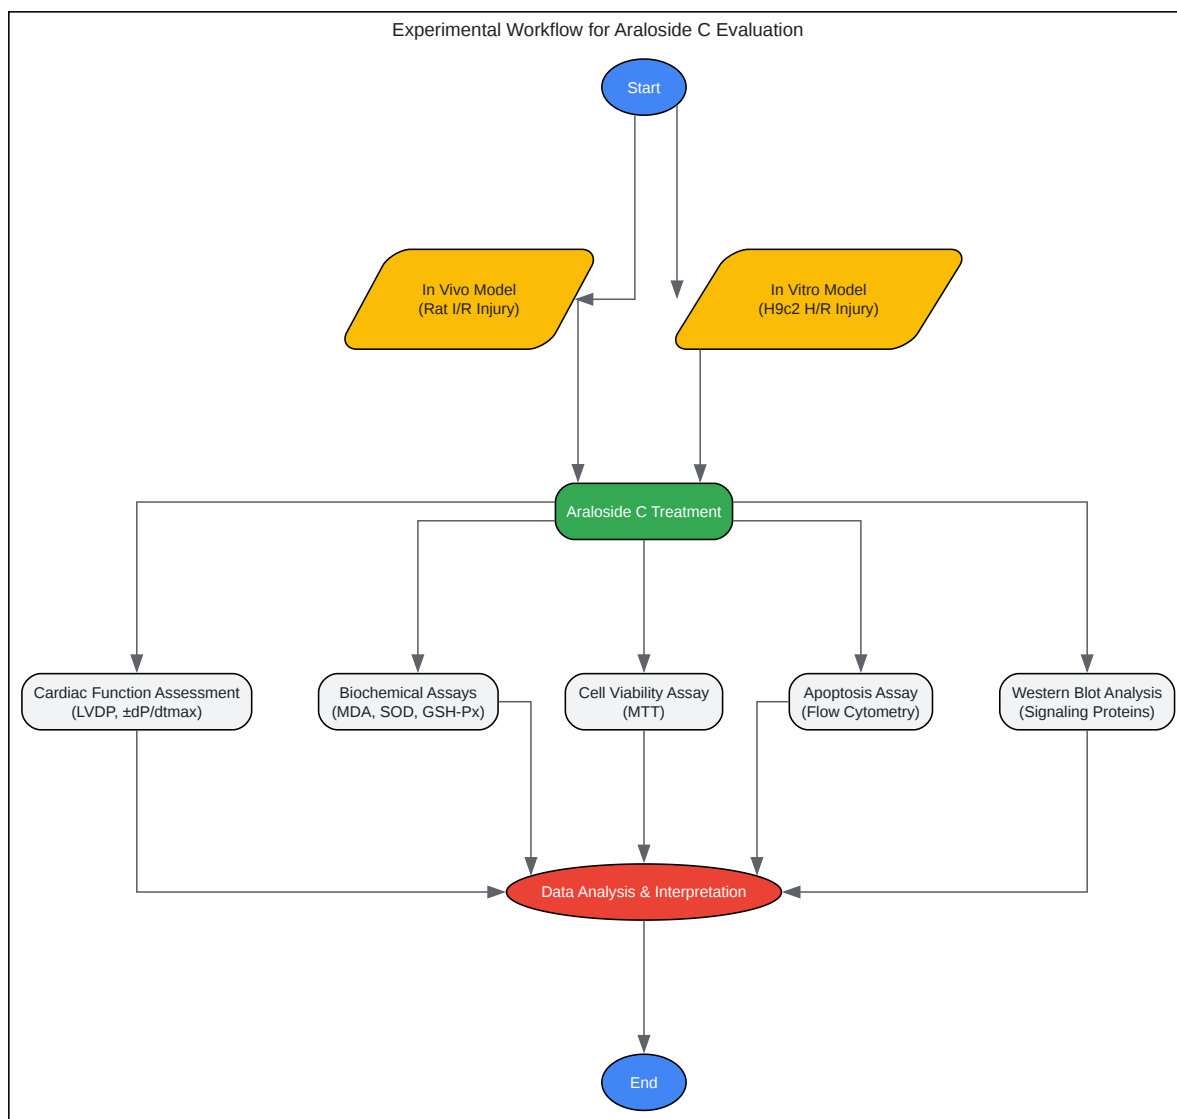 Experimental Workflow for Araloside C Evaluation
Start
In Vivo Model
(Rat I/R Injury)
In Vitro Model
(H9c2 H/R Injury)
Araloside C Treatment
Cardiac Function Assessment
(LVDP, ±dP/dtmax)
Biochemical Assays
(MDA, SOD, GSH-Px)
Cell Viability Assay
(MTT)
Apoptosis Assay
(Flow Cytometry)
Western Blot Analysis
(Signaling Proteins)
Data Analysis & Interpretation
End